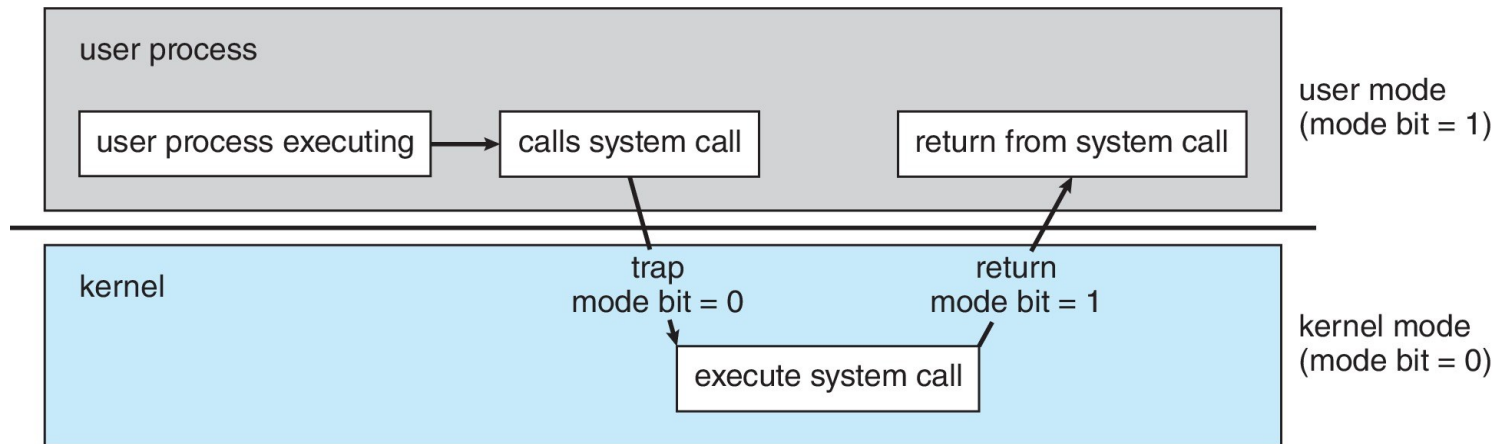 user process
user process executing
calls system call
return from system call
user mode
(mode bit = 1)
kernel
trap
mode bit = 0
return
mode bit = 1
execute system call
kernel mode
(mode bit = 0)